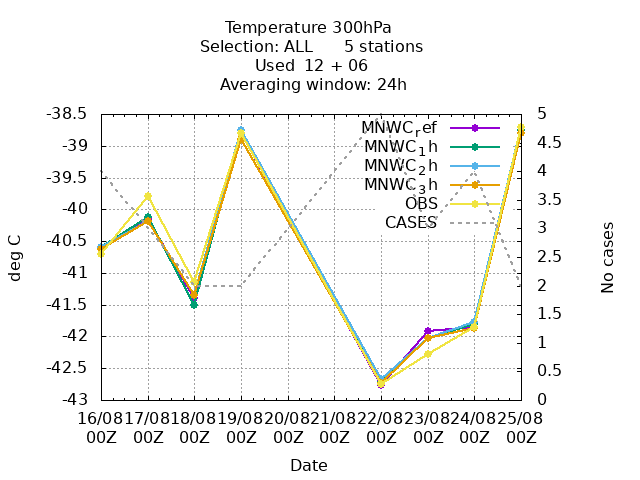 Temperature 300hPa
Selection: ALL      5 stations
Used  12 + 06
Averaging window: 24h
-38.5
-39
-39.5
-40
-40.5
-41
-41.5
-42
-42.5
-43
deg C
5
4.5
4
3.5
3
2.5
2
1.5
1
0.5
0
No cases
MNWC_ref
MNWC_1h
MNWC_2h
MNWC_3h
OBS
CASES
16/08 17/08 18/08 19/08 20/08 21/08 22/08 23/08 24/08 25/08
00Z 00Z 00Z 00Z 00Z 00Z 00Z 00Z 00Z 00Z
Date